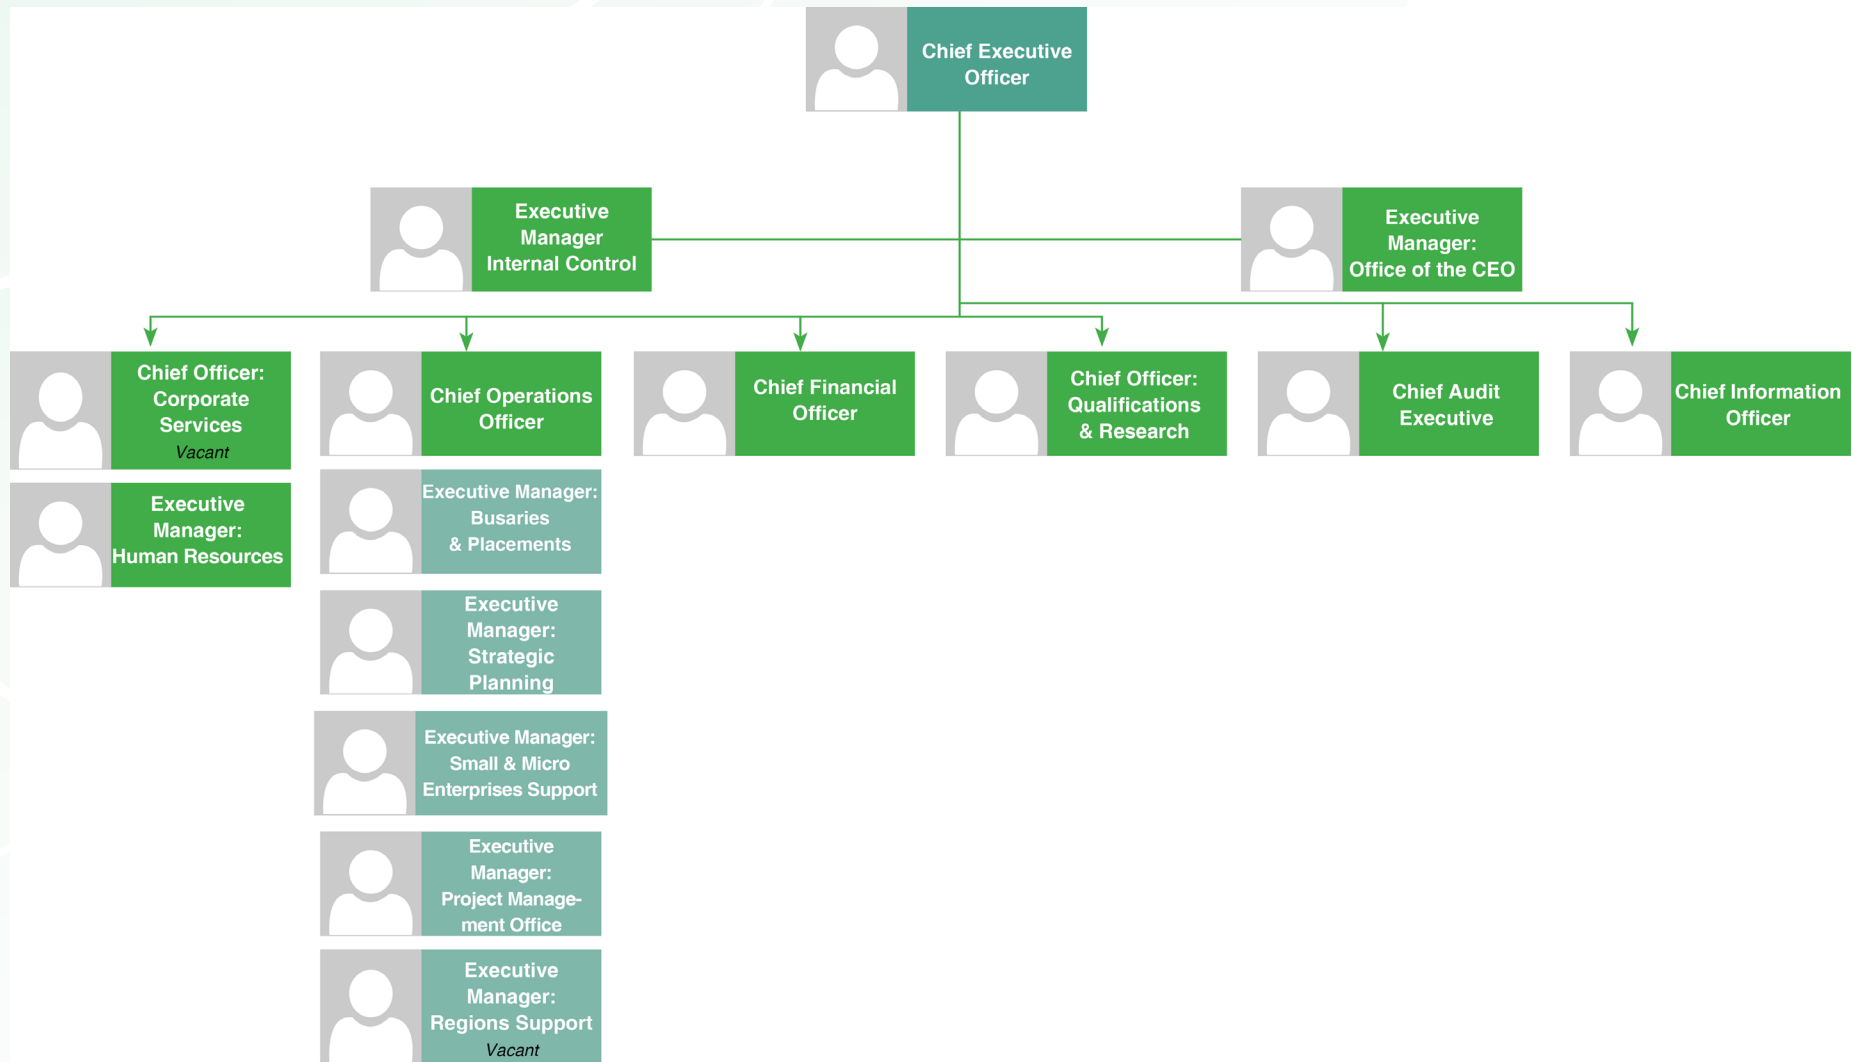 Chief Executive
Officer
Executive
Manager
Internal Control
Executive
Manager:
Office of the CEO
Chief Officer:
Corporate
Services
Vacant
Chief Operations
Officer
Chief Financial
Officer
Chief Officer:
Qualifications
& Research
Chief Audit
Executive
Chief Information
Officer
Executive
Manager:
Human Resources
Executive Manager:
Busaries
& Placements
Executive
Manager:
Strategic
Planning
Executive Manager:
Small & Micro
Enterprises Support
Executive
Manager:
Project Manage-
ment Office
Executive
Manager:
Regions Support
Vacant